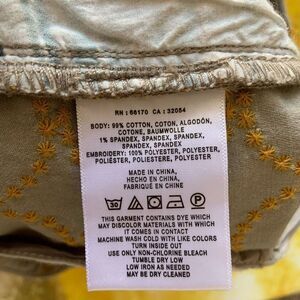 RN : 66170 CA : 32054
BODY: 99% COTTON, COTON, ALGODÓN,
COTONE, BAUMWOLLE
1% SPANDEX, SPANDEX, SPANDEX,
SPANDEX, SPANDEX
EMBROIDERY: 100% POLYESTER, POLYESTER,
POLIÉSTER, POLIESTERE, POLYESTER
MADE IN CHINA,
HECHO EN CHINA,
FABRIQUÉ EN CHINE
30
THIS GARMENT CONTAINS DYE WHICH
MAY DISCOLOR MATERIALS WITH WHICH
IT COMES IN CONTACT
MACHINE WASH COLD WITH LIKE COLORS
TURN INSIDE OUT
USE ONLY NON-CHLORINE BLEACH
TUMBLE DRY LOW
LOW IRON AS NEEDED
MAY BE DRY CLEANED